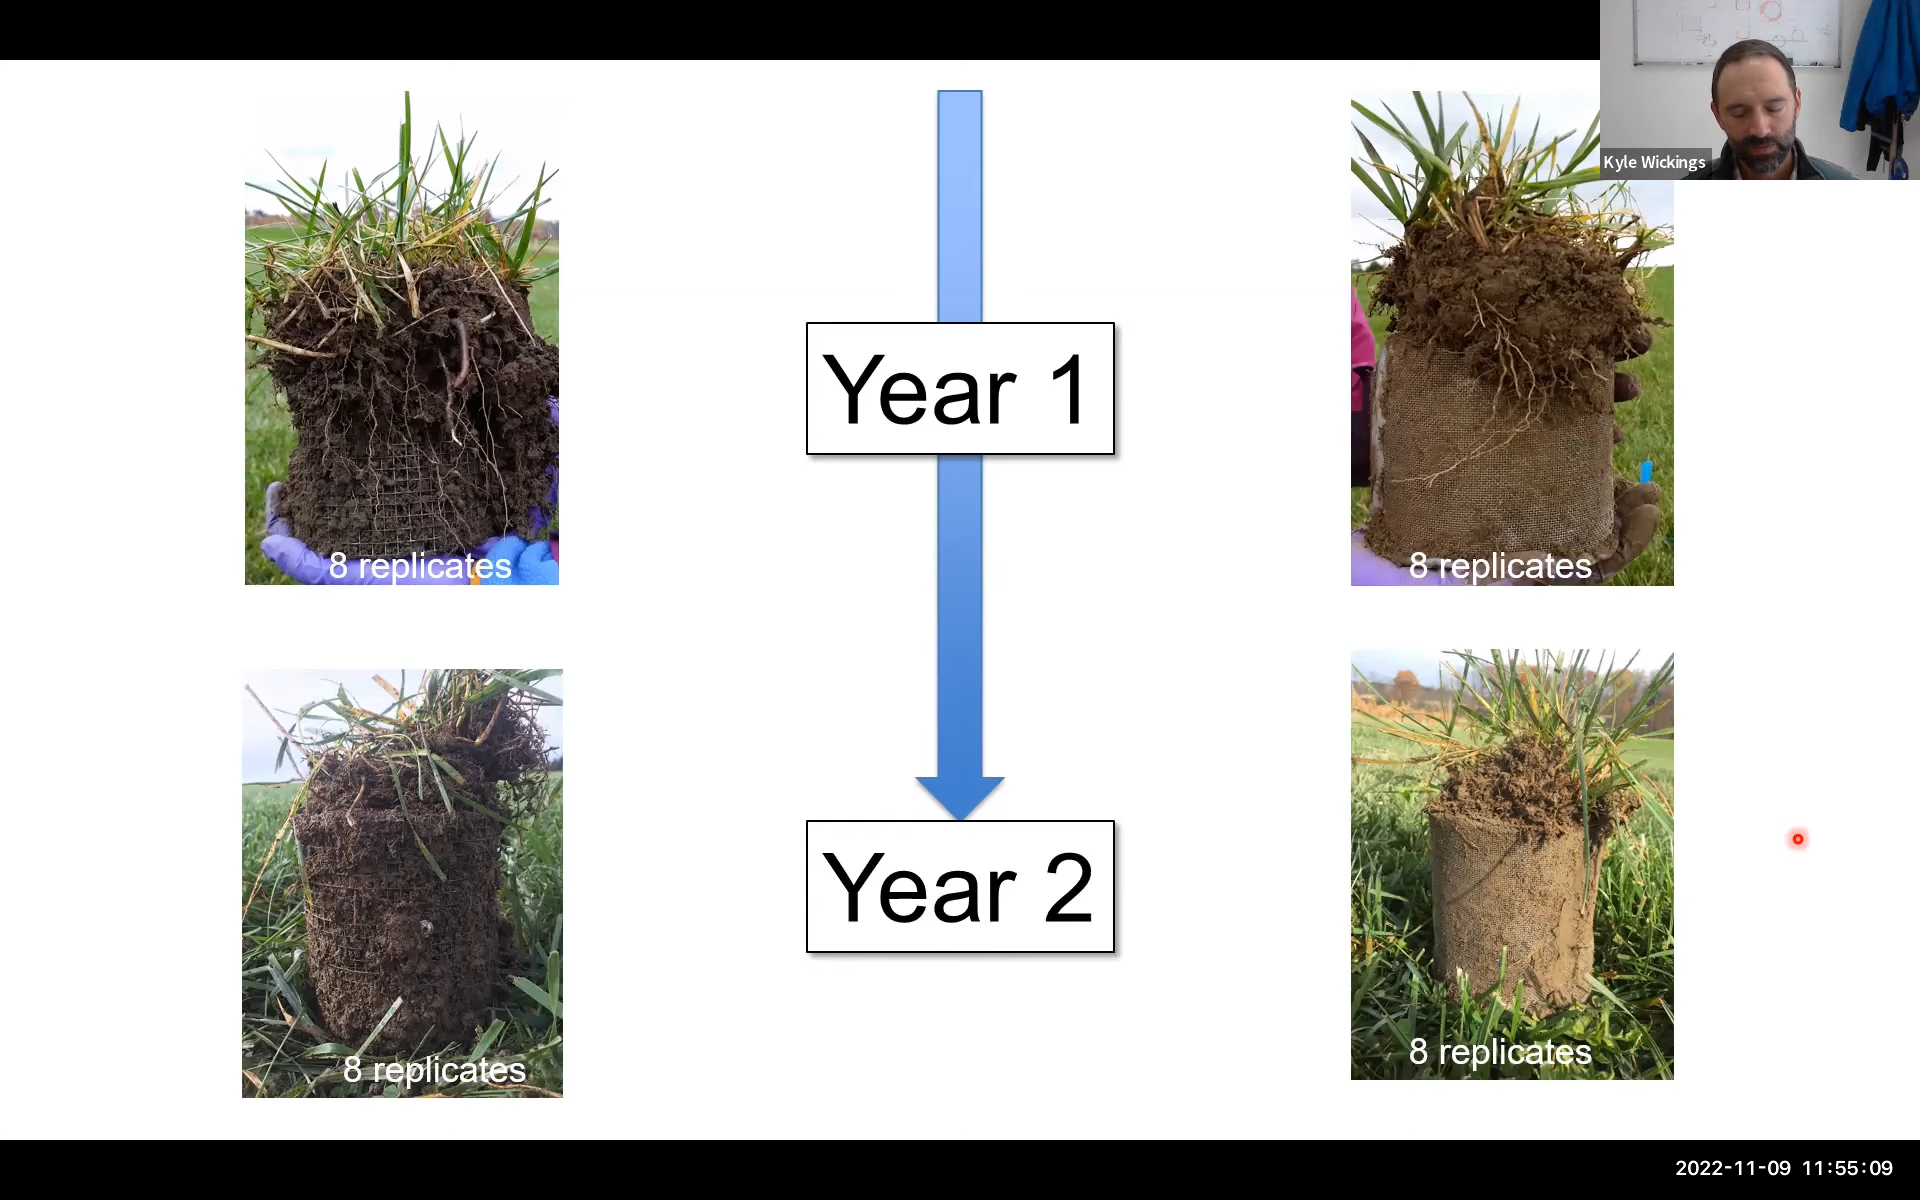 Kyle Wickings
Year 1
8 replicates
8 replicates
Year 2
8 replicates
8 replicates
2022-11-09 11:55:09